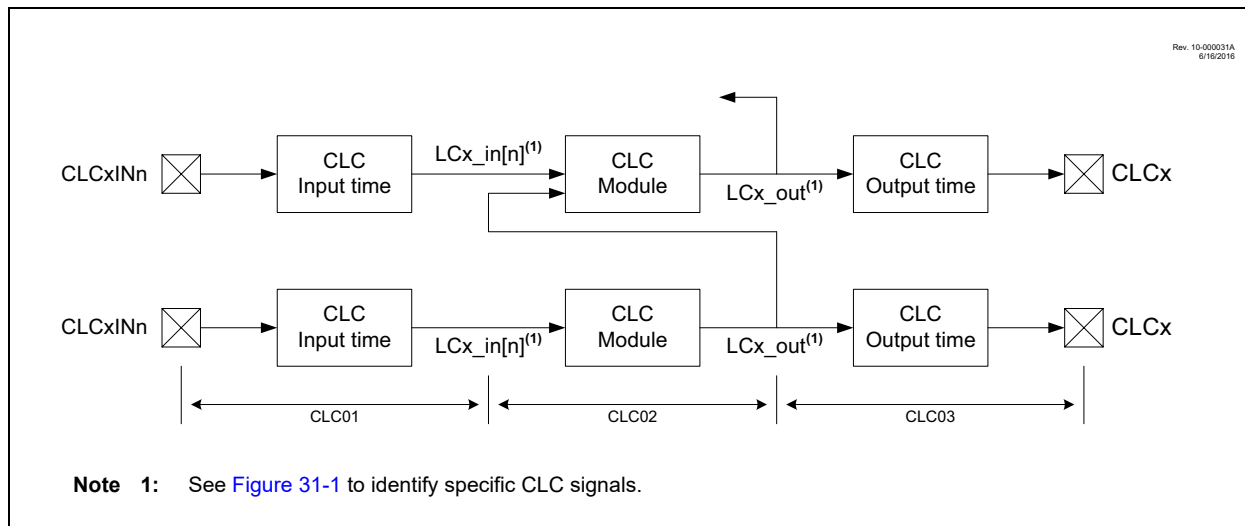 Rev. 10-000031A
6/16/2016
CLCxINn
CLC
Input time
LCx_in[n](1)
CLC
Module
LCx_out(1)
CLC
Output time
CLCx
CLCxINn
CLC
Input time
LCx_in[n](1)
CLC
Module
LCx_out(1)
CLC
Output time
CLCx
CLC01
CLC02
CLC03
Note 1: See Figure 31-1 to identify specific CLC signals.